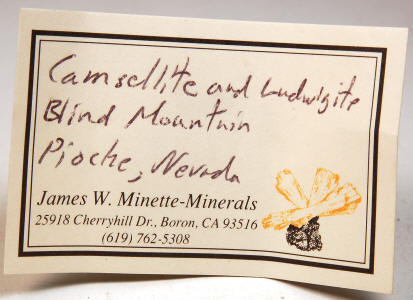 Camsellite and Ludwigite
Blind Mountain
Pioche, Nevada
James W. Minette-Minerals
25918 Cherryhill Dr., Boron, CA 93516
(619) 762-5308